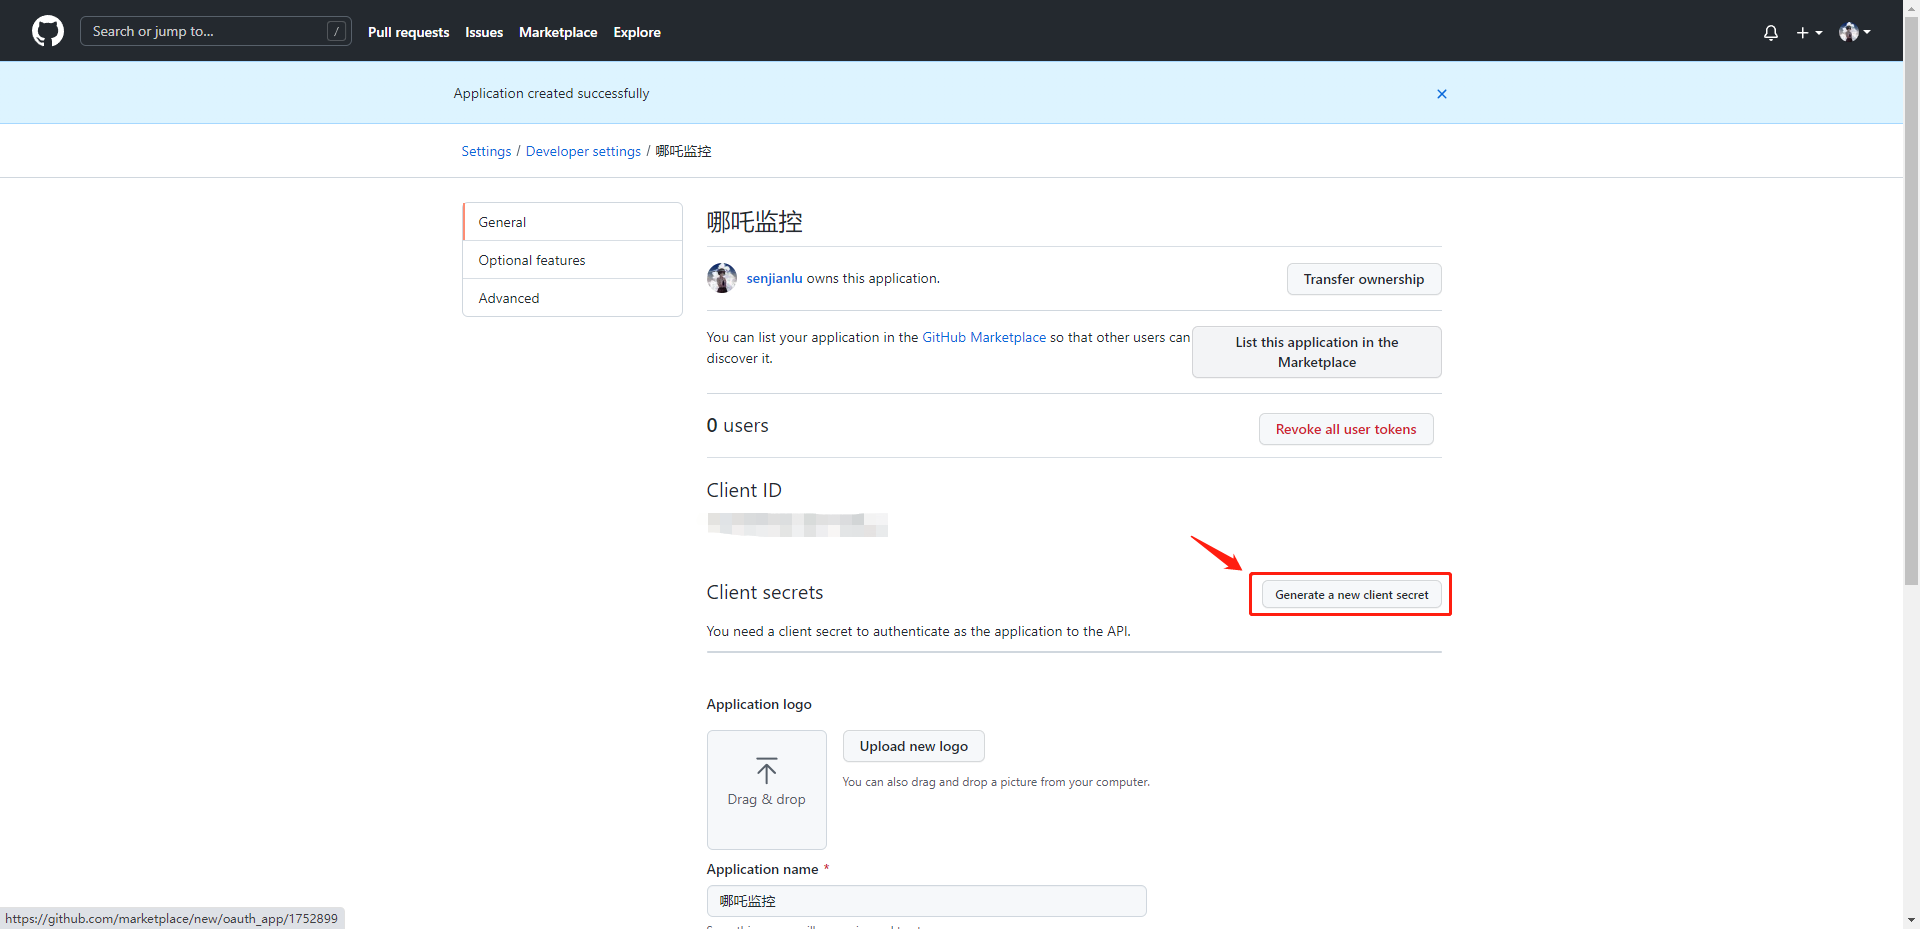 Search or jump to... /
Pull requests Issues Marketplace Explore
Application created successfully
Settings / Developer settings / 哪吒监控
General
Optional features
Advanced
哪吒监控
senjianlu owns this application.
Transfer ownership
You can list your application in the GitHub Marketplace so that other users can
discover it.
List this application in the
Marketplace
0 users
Revoke all user tokens
Client ID
Client secrets
Generate a new client secret
You need a client secret to authenticate as the application to the API.
Application logo
Drag & drop
Upload new logo
You can also drag and drop a picture from your computer.
Application name *
哪吒监控
https://github.com/marketplace/new/oauth_app/1752899